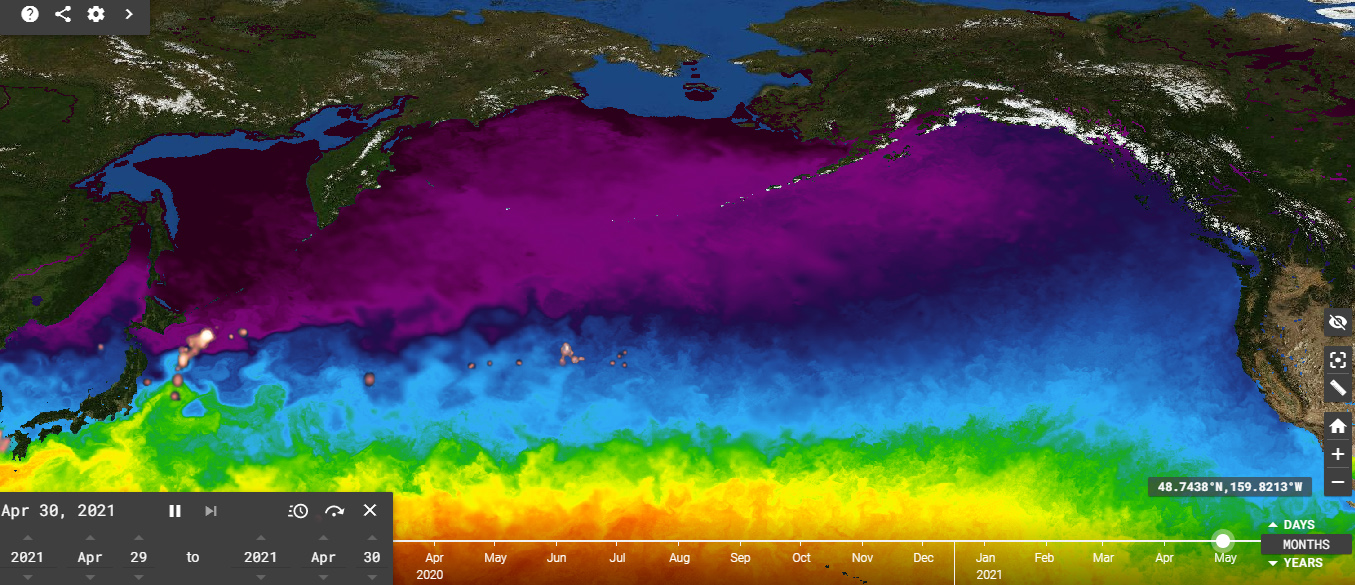 48.7438°N,159.8213°W
Apr 30, 2021
2021 Apr 29 to 2021 Apr 30
Apr May Jun Jul Aug Sep Oct Nov Dec Jan Feb Mar Apr May
2020 2021
DAYS
MONTHS
YEARS